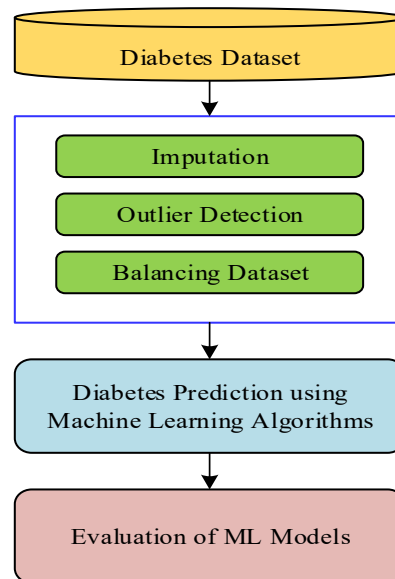 Diabetes Dataset
Imputation
Outlier Detection
Balancing Dataset
Diabetes Prediction using
Machine Learning Algorithms
Evaluation of ML Models